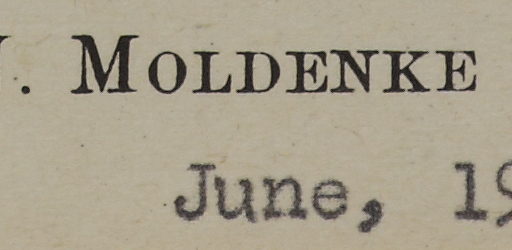 . MOLDENKE
June, 19